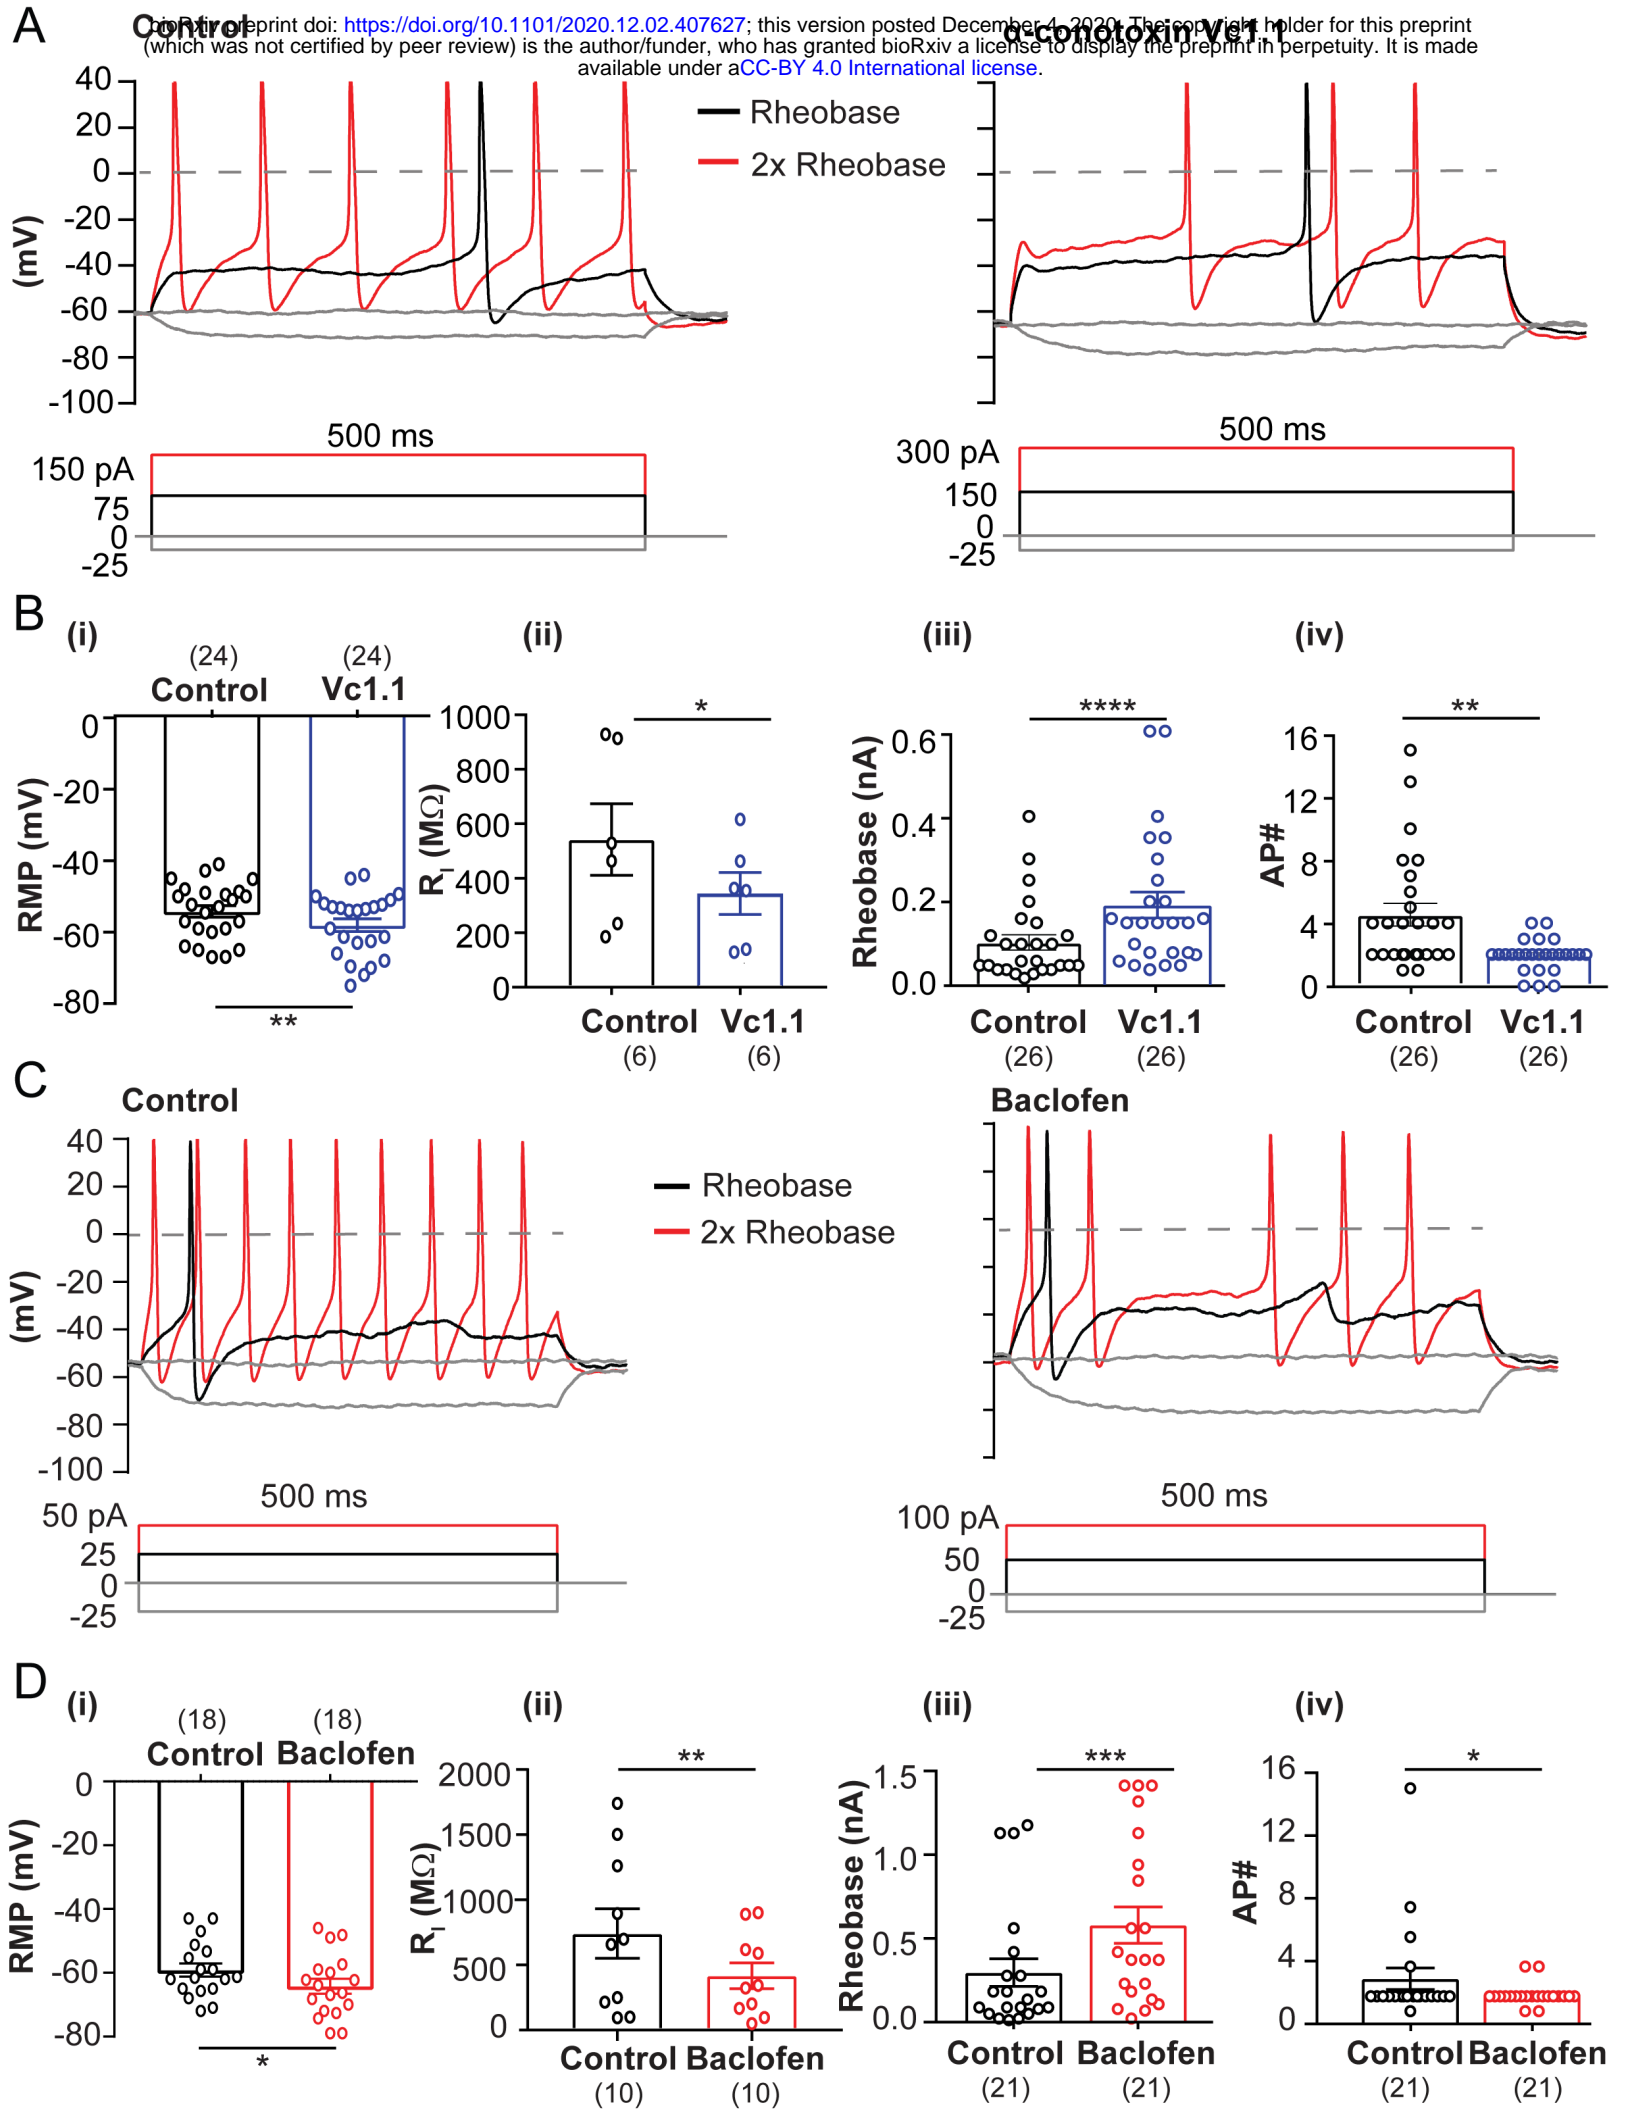 A
Control
α-conotoxin Vc1.1
bioRxiv preprint doi: https://doi.org/10.1101/2020.12.02.407627; this version posted December 4, 2020. The copyright holder for this preprint
(which was not certified by peer review) is the author/funder, who has granted bioRxiv a license to display the preprint in perpetuity. It is made
available under aCC-BY 4.0 International license.
(mV)
40
20
0
-20
-40
-60
-80
-100
Rheobase
2x Rheobase
500 ms
150 pA
75
0
-25
500 ms
300 pA
150
0
-25
B
(i)
(24) (24)
Control Vc1.1
RMP (mV)
0
-20
-40
-60
-80
**
(ii)
RI (MΩ)
1000
800
600
400
200
0
*
Control Vc1.1
(6) (6)
(iii)
Rheobase (nA)
0.6
0.4
0.2
0.0
****
Control Vc1.1
(26) (26)
(iv)
AP#
16
12
8
4
0
**
Control Vc1.1
(26) (26)
C
Control
Baclofen
(mV)
40
20
0
-20
-40
-60
-80
-100
Rheobase
2x Rheobase
500 ms
50 pA
25
0
-25
500 ms
100 pA
50
0
-25
D
(i)
(18) (18)
Control Baclofen
RMP (mV)
0
-20
-40
-60
-80
*
(ii)
RI (MΩ)
2000
1500
1000
500
0
**
Control Baclofen
(10) (10)
(iii)
Rheobase (nA)
1.5
1.0
0.5
0.0
***
Control Baclofen
(21) (21)
(iv)
AP#
16
12
8
4
0
*
Control Baclofen
(21) (21)